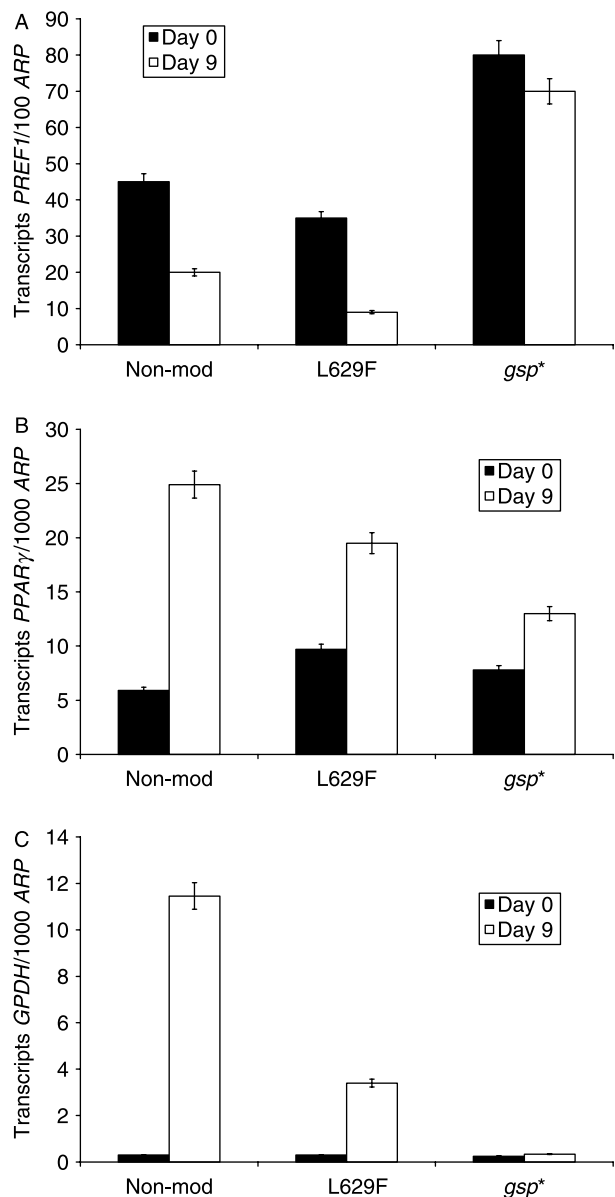 A
Transcripts PREF1/100 ARP
90
80
70
60
50
40
30
20
10
0
Day 0
Day 9
Non-mod
L629F
gsp*
B
Transcripts PPARγ/1000 ARP
30
25
20
15
10
5
0
Day 0
Day 9
Non-mod
L629F
gsp*
C
Transcripts GPDH/1000 ARP
14
12
10
8
6
4
2
0
Day 0
Day 9
Non-mod
L629F
gsp*